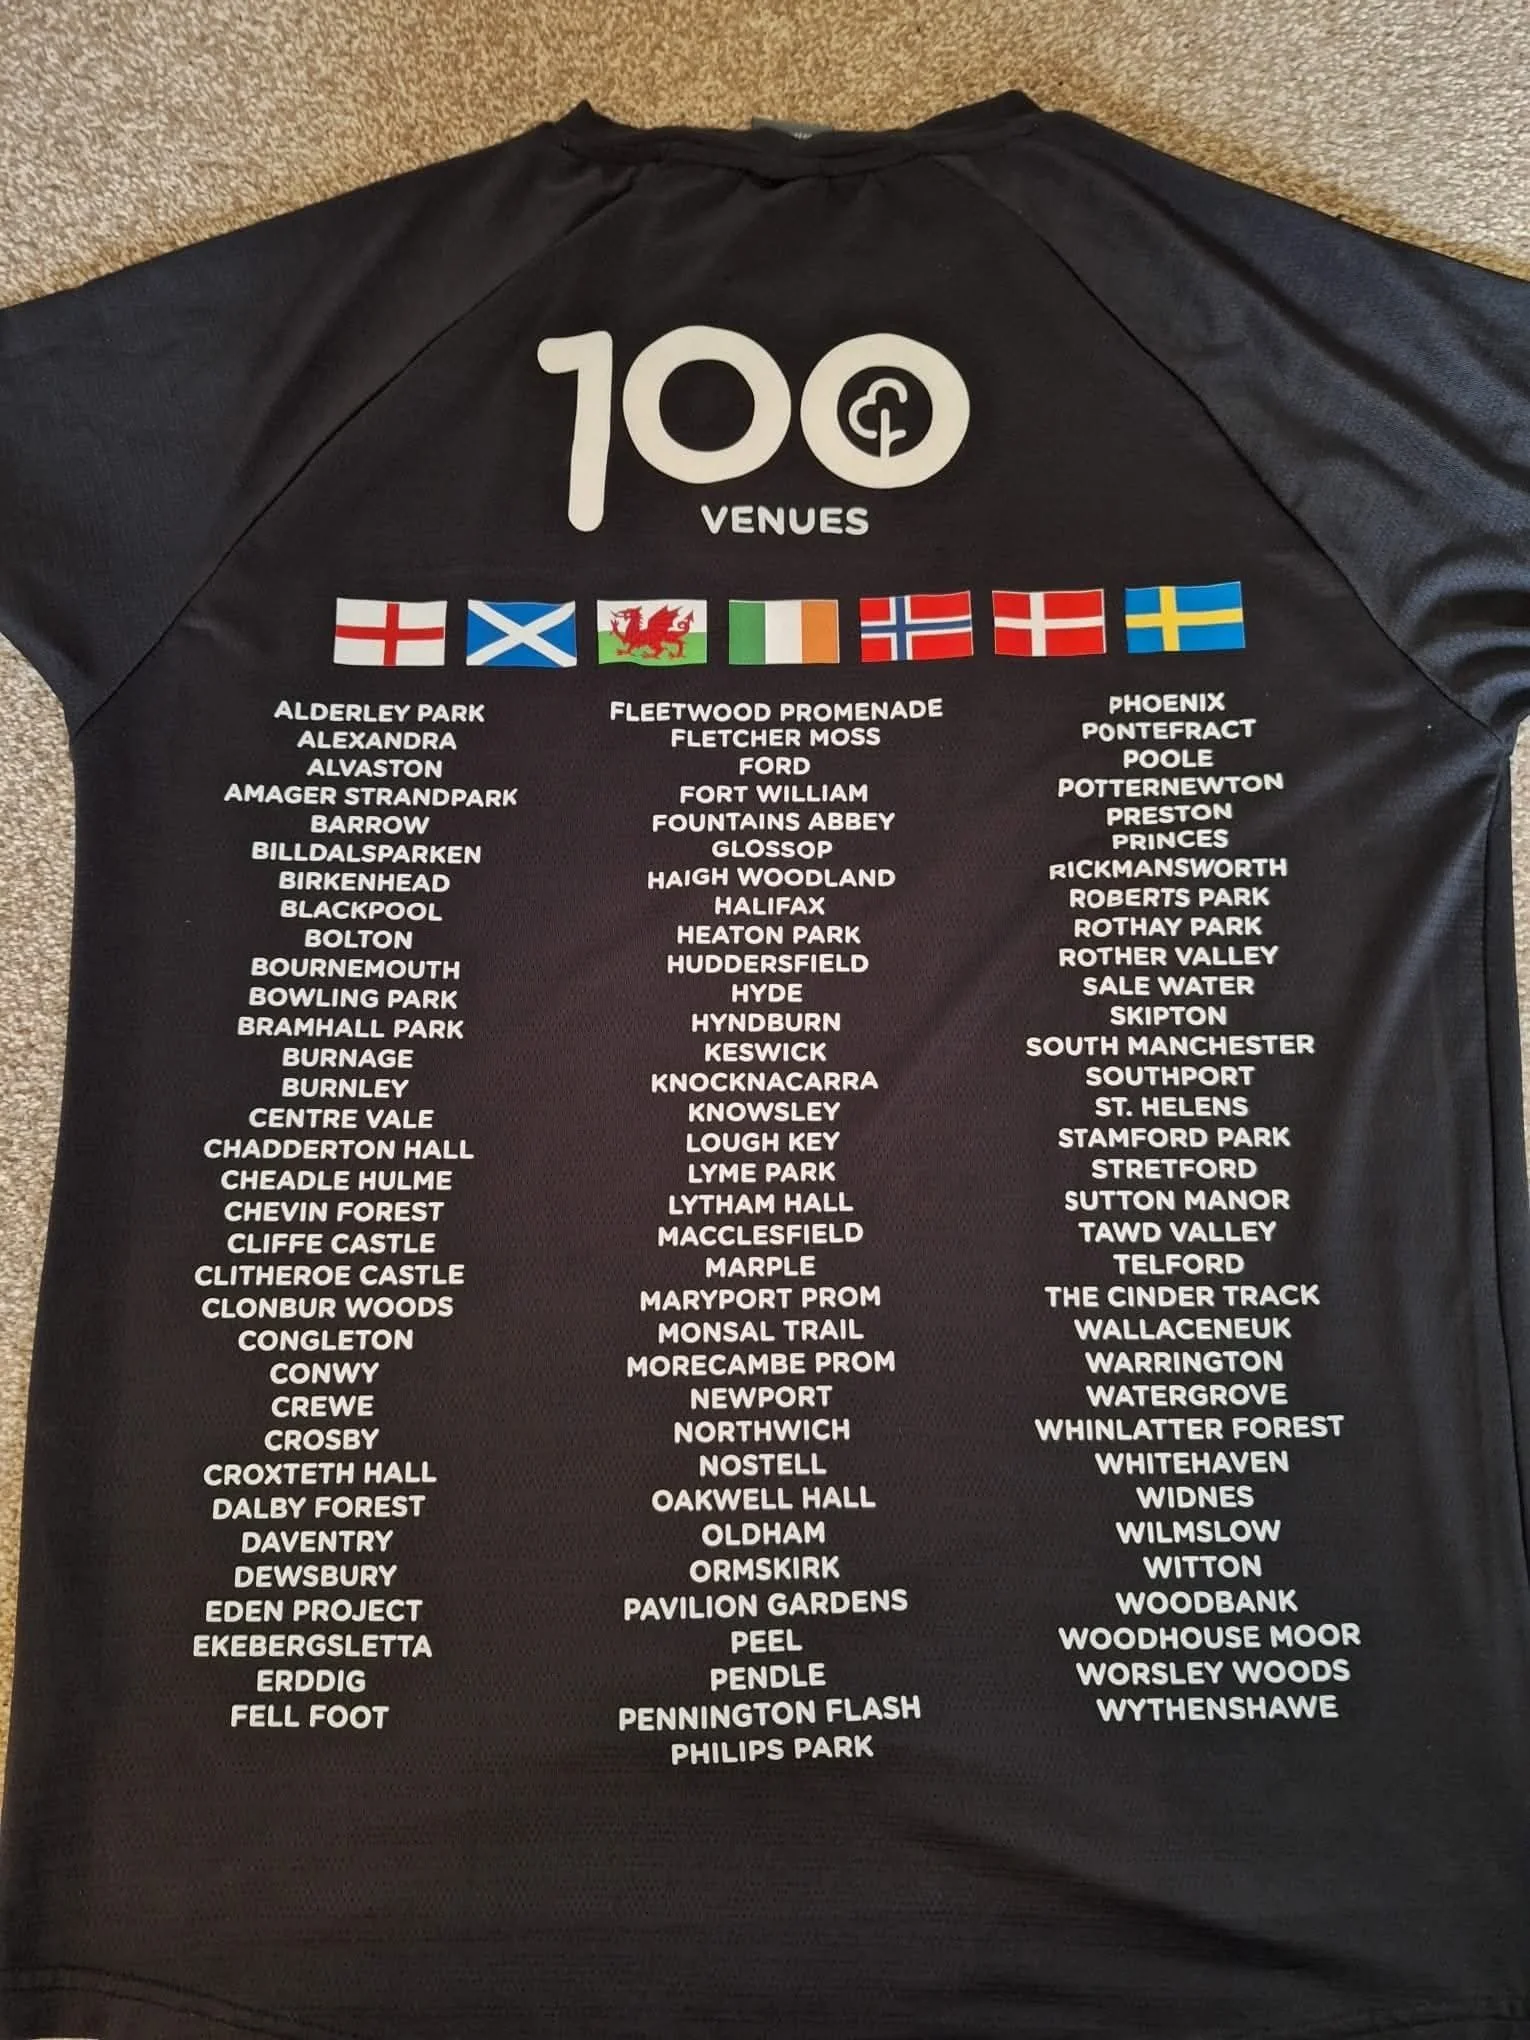 100
VENUES
ALDERLEY PARK
ALEXANDRA
ALVASTON
AMAGER STRANDPARK
BARROW
BILLDALSPARKEN
BIRKENHEAD
BLACKPOOL
BOLTON
BOURNEMOUTH
BOWLING PARK
BRAMHALL PARK
BURNAGE
BURNLEY
CENTRE VALE
CHADDERTON HALL
CHEADLE HULME
CHEVIN FOREST
CLIFFE CASTLE
CLITHEROE CASTLE
CLONBUR WOODS
CONGLETON
CONWY
CREWE
CROSBY
CROXTETH HALL
DALBY FOREST
DAVENTRY
DEWSBURY
EDEN PROJECT
EKEBERGSLETTA
ERDDIG
FELL FOOT
FLEETWOOD PROMENADE
FLETCHER MOSS
FORD
FORT WILLIAM
FOUNTAINS ABBEY
GLOSSOP
HAIGH WOODLAND
HALIFAX
HEATON PARK
HUDDERSFIELD
HYDE
HYNDBURN
KESWICK
KNOCKNACARRA
KNOWSLEY
LOUGH KEY
LYME PARK
LYTHAM HALL
MACCLESFIELD
MARPLE
MARYPORT PROM
MONSAL TRAIL
MORECAMBE PROM
NEWPORT
NORTHWICH
NOSTELL
OAKWELL HALL
OLDHAM
ORMSKIRK
PAVILION GARDENS
PEEL
PENDLE
PENNINGTON FLASH
PHILIPS PARK
PHOENIX
PONTEFRACT
POOLE
POTTERNEWTON
PRESTON
PRINCES
RICKMANSWORTH
ROBERTS PARK
ROTHAY PARK
ROTHER VALLEY
SALE WATER
SKIPTON
SOUTH MANCHESTER
SOUTHPORT
ST. HELENS
STAMFORD PARK
STRETFORD
SUTTON MANOR
TAWD VALLEY
TELFORD
THE CINDER TRACK
WALLACENEUK
WARRINGTON
WATERGROVE
WHINLATTER FOREST
WHITEHAVEN
WIDNES
WILMSLOW
WITTON
WOODBANK
WOODHOUSE MOOR
WORSLEY WOODS
WYTHENSHAWE